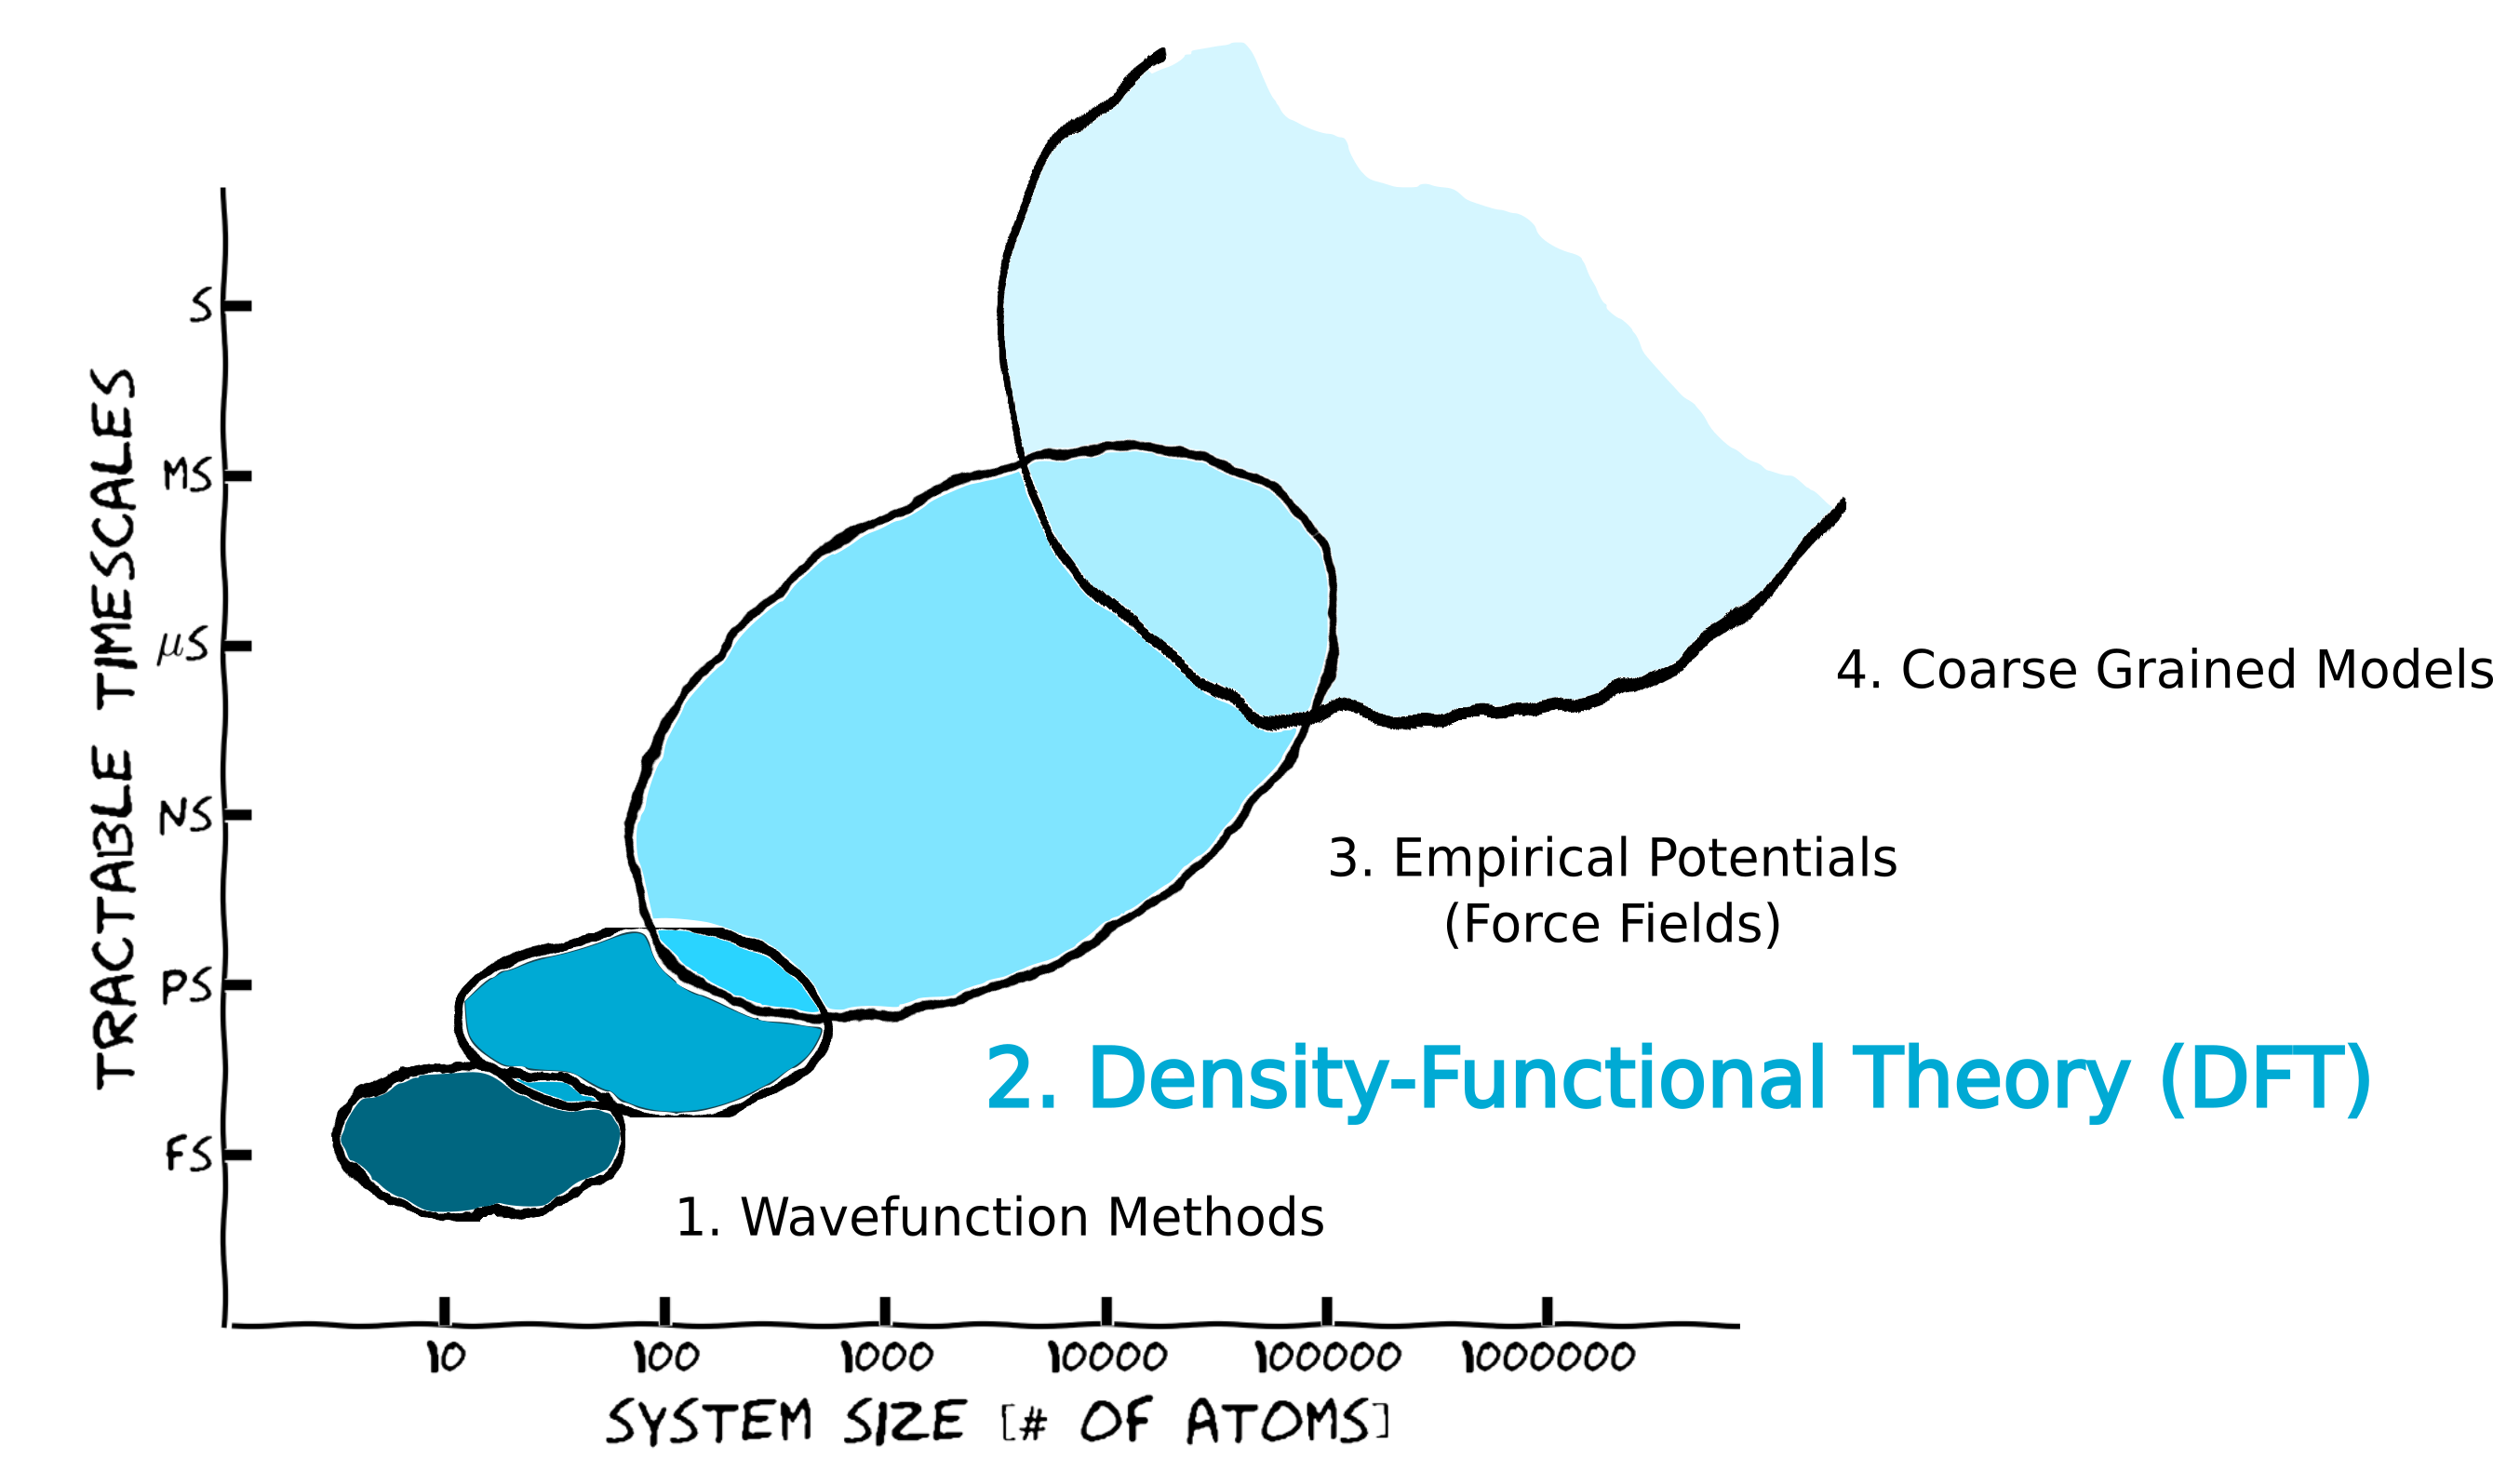 TRACTABLE TIMESCALES
S
MS
µS
NS
PS
FS
4. Coarse Grained Models
3. Empirical Potentials
(Force Fields)
2. Density-Functional Theory (DFT)
1. Wavefunction Methods
10 100 1000 10000 100000 1000000
SYSTEM SIZE [# OF ATOMS]